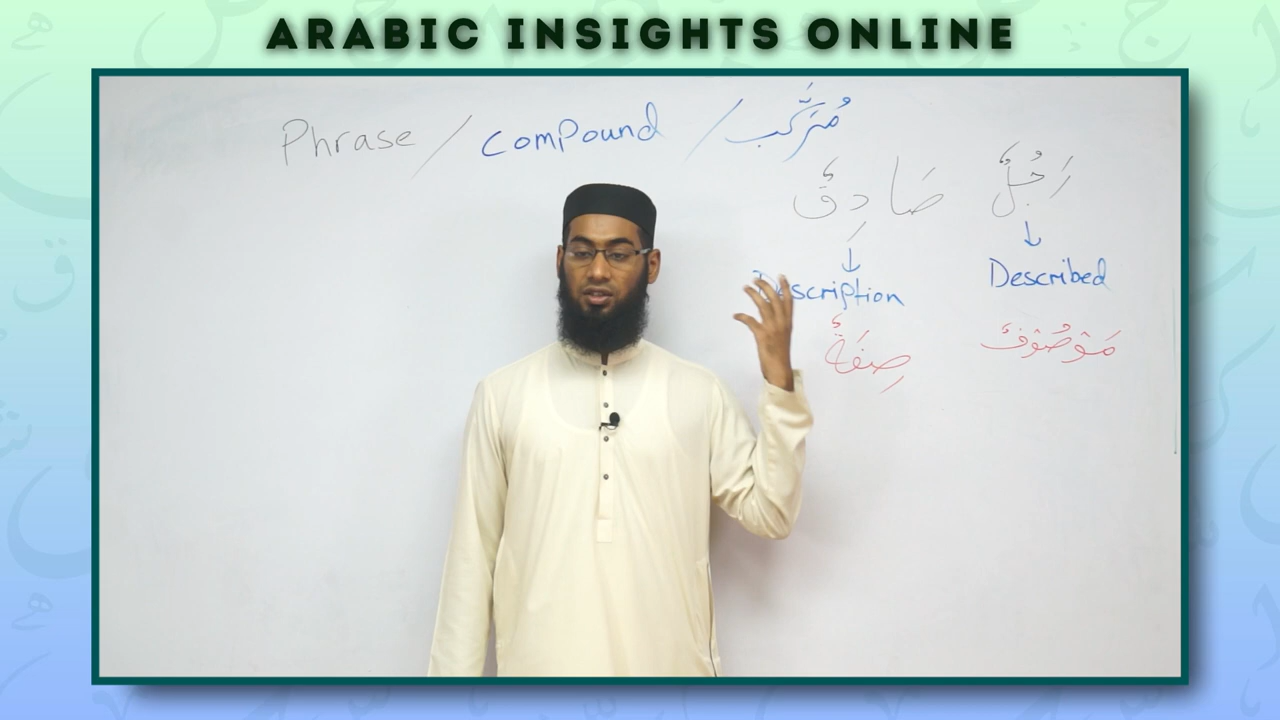 ARABIC INSIGHTS ONLINE
Phrase / compound / مُرَكَّب
رَجُلٌ صَادِقٌ
↓ ↓
Described Description
مَوْصُوْفٌ صِفَةٌ